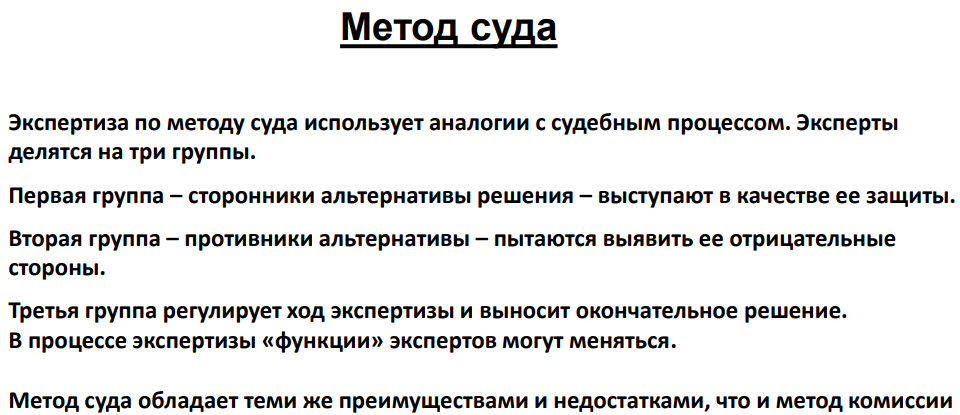 Метод суда
Экспертиза по методу суда использует аналогии с судебным процессом. Эксперты
делятся на три группы.
Первая группа – сторонники альтернативы решения – выступают в качестве ее защиты.
Вторая группа – противники альтернативы – пытаются выявить ее отрицательные
стороны.
Третья группа регулирует ход экспертизы и выносит окончательное решение.
В процессе экспертизы «функции» экспертов могут меняться.
Метод суда обладает теми же преимуществами и недостатками, что и метод комиссии